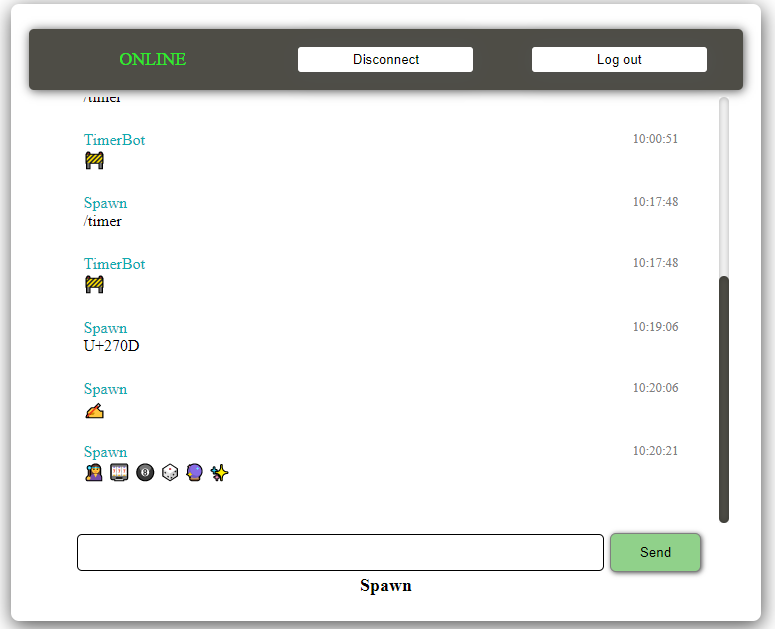 ONLINE Disconnect Log out
/timer
TimerBot 10:00:51
🚧
Spawn 10:17:48
/timer
TimerBot 10:17:48
🚧
Spawn 10:19:06
U+270D
Spawn 10:20:06
✍
Spawn 10:20:21
🎱 🎲 🔮 ✨
Send
Spawn